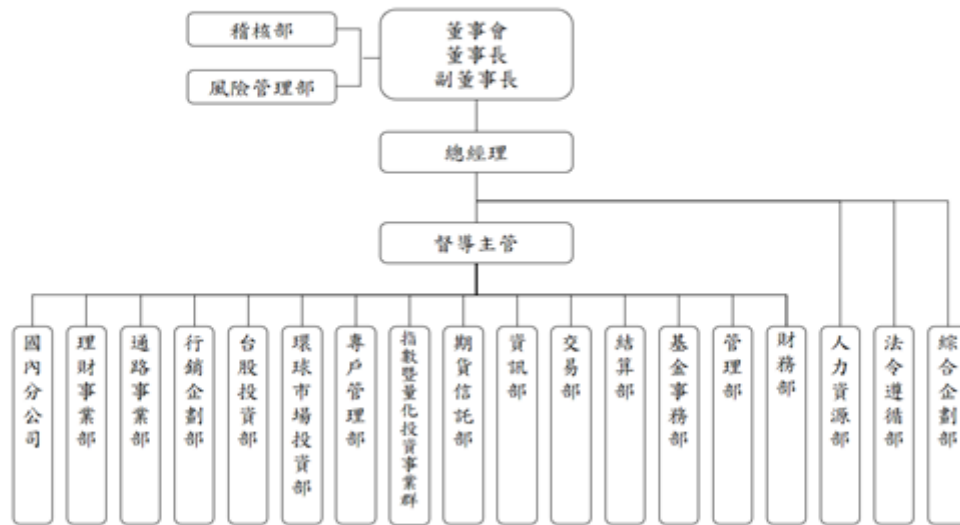 稽核部
風險管理部
董事會
董事長
副董事長
總經理
督導主管
國內分公司
理財事業部
通路事業部
行銷企劃部
台股投資部
環球市場投資部
專戶管理部
指數暨量化投資事業群
期貨信託部
資訊部
交易部
結算部
基金事務部
管理部
財務部
人力資源部
法令遵循部
綜合企劃部